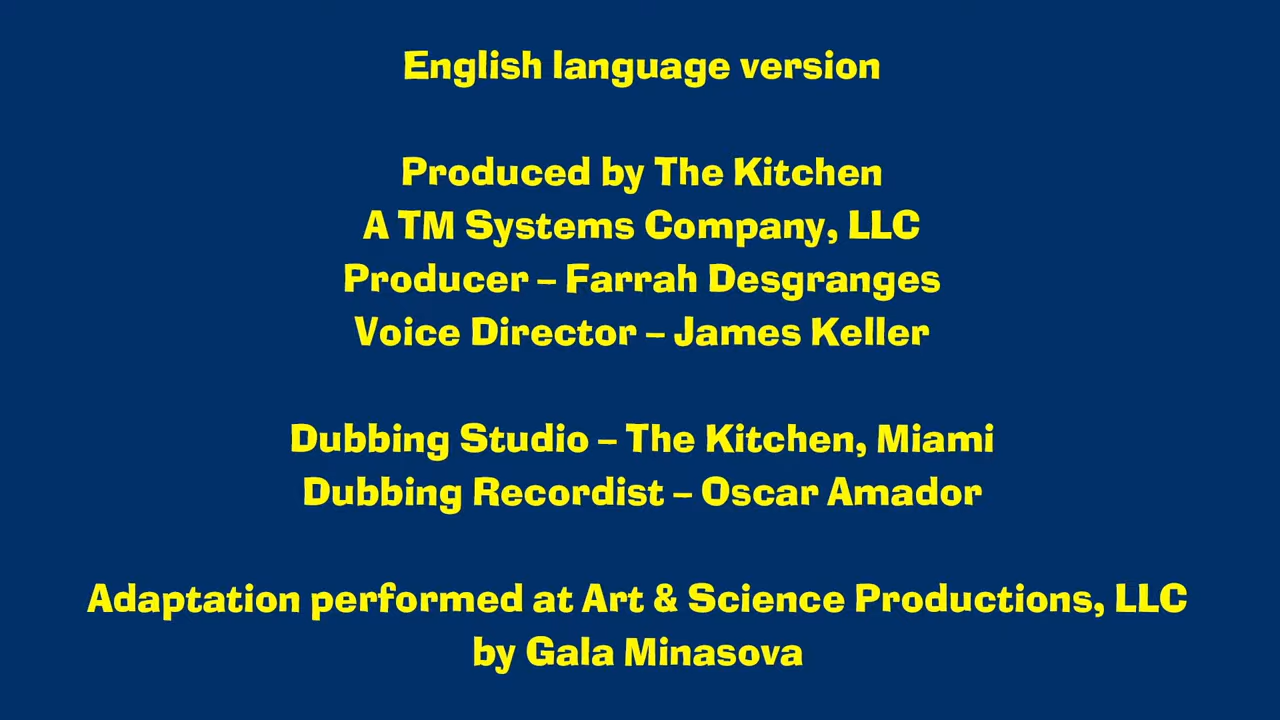 English language version
Produced by The Kitchen
A TM Systems Company, LLC
Producer – Farrah Desgranges
Voice Director – James Keller
Dubbing Studio – The Kitchen, Miami
Dubbing Recordist – Oscar Amador
Adaptation performed at Art & Science Productions, LLC
by Gala Minasova